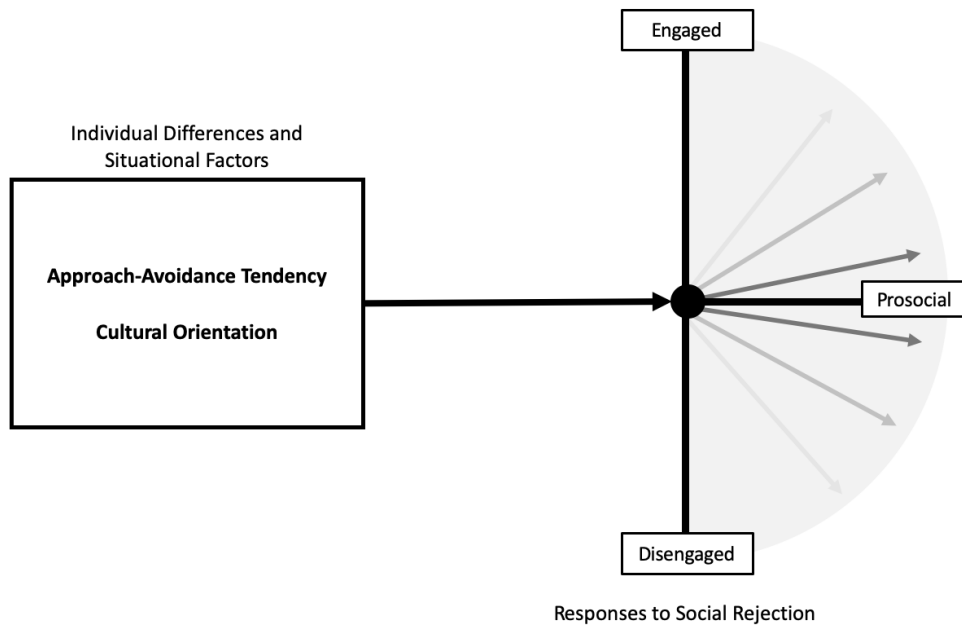 Engaged
Individual Differences and
Situational Factors
Approach-Avoidance Tendency
Cultural Orientation
Prosocial
Disengaged
Responses to Social Rejection